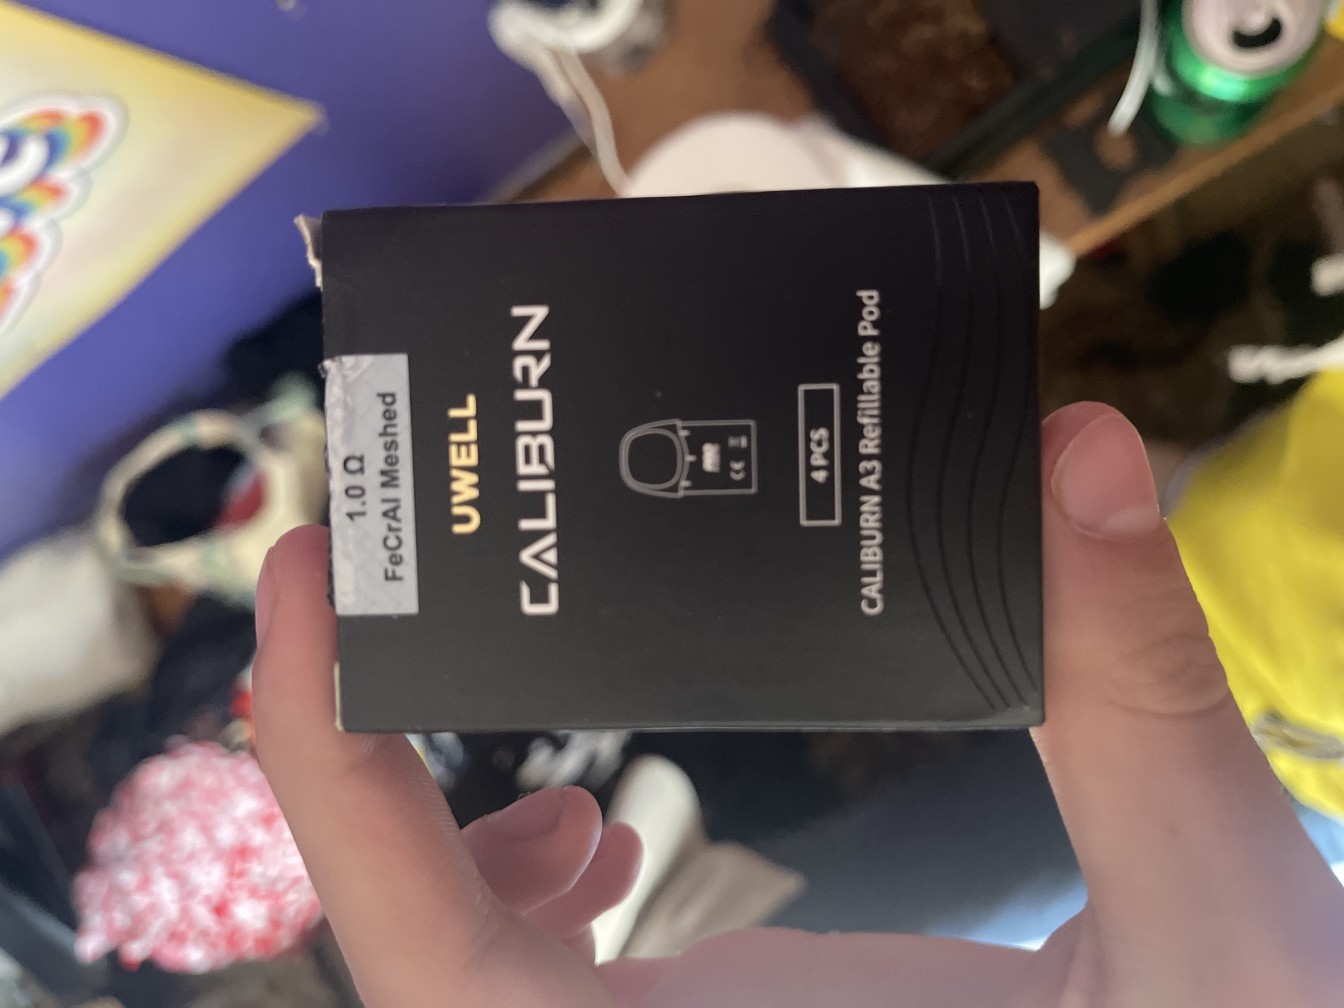 1.0 Ω
FeCrAl Meshed
UWELL
CALIBURN
4 PCS
CALIBURN A3 Refillable Pod